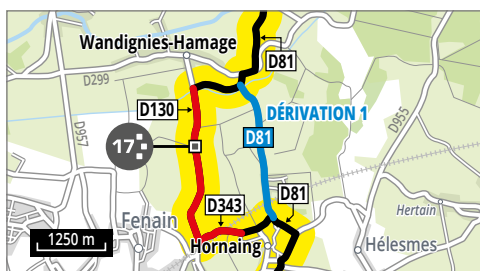 Wandignies-Hamage
D81
D299
D130
DÉRIVATION 1
D955
D957
17
D81
D343
D81
Hertain
Fenain
1250 m
Hornaing
Hélesmes